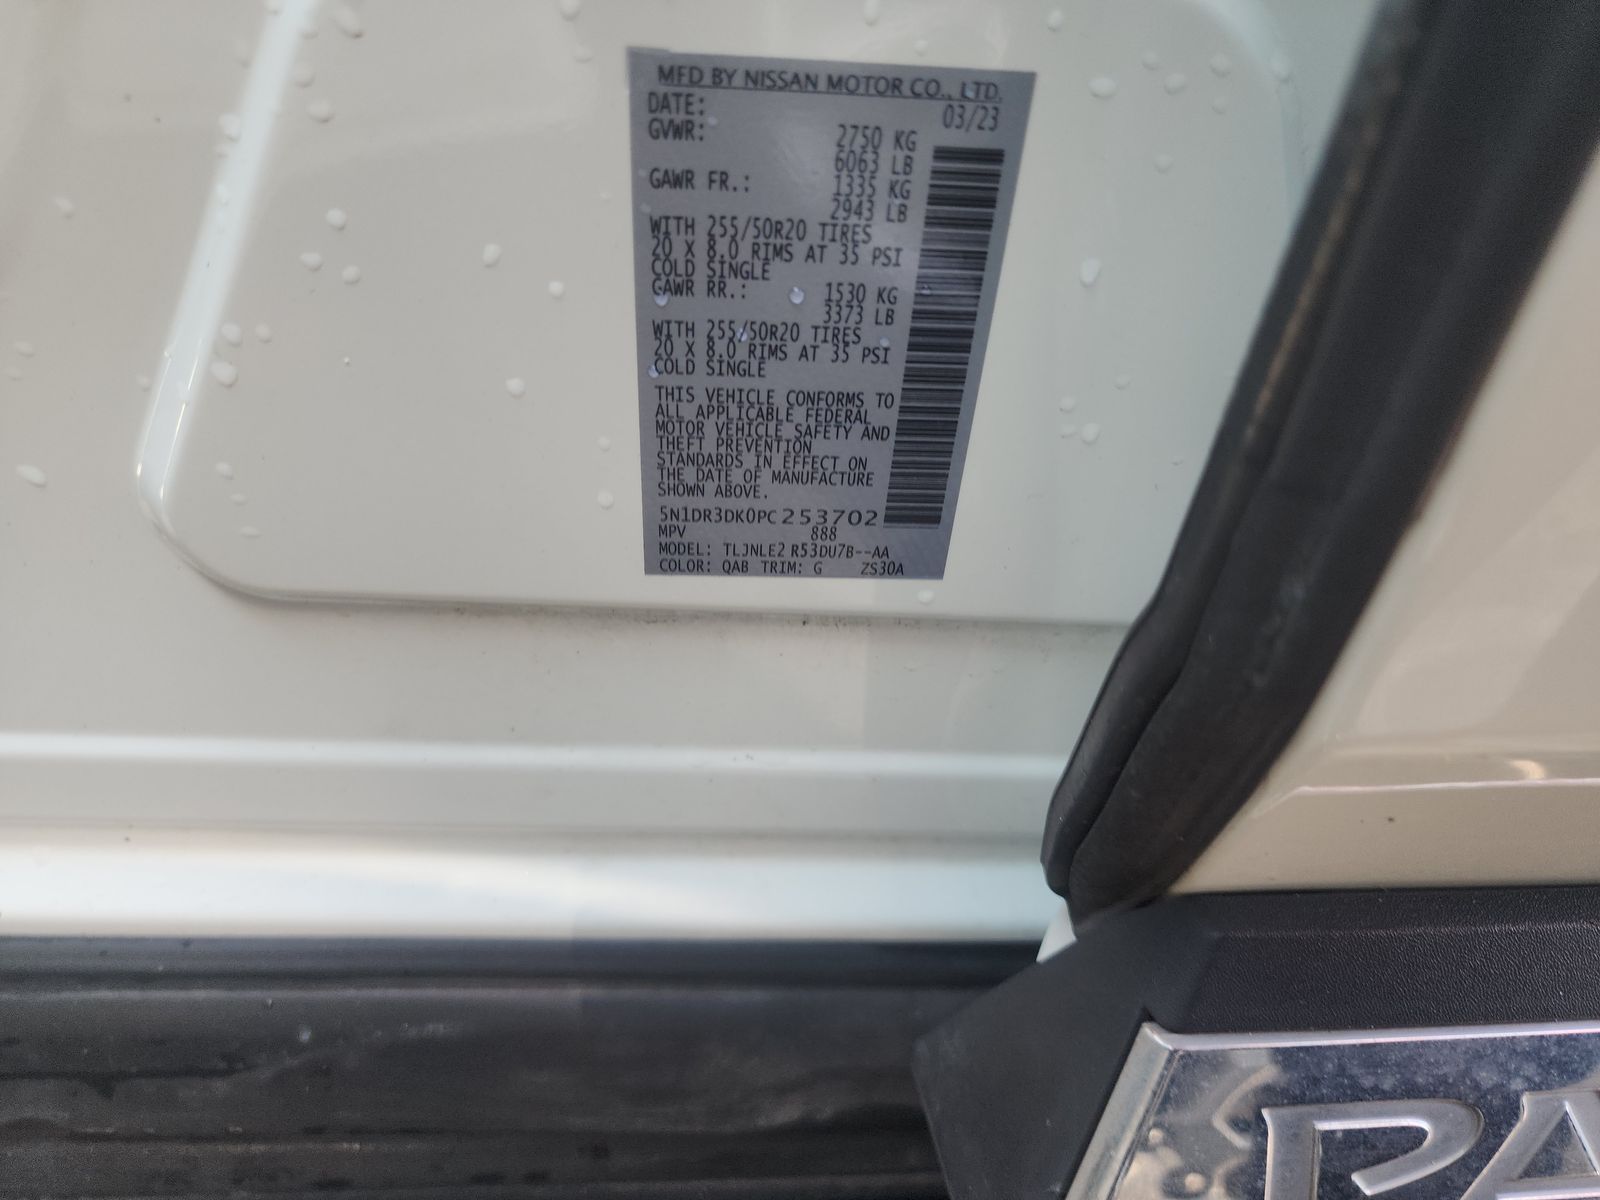 MFD BY NISSAN MOTOR CO., LTD.
DATE: 03/23
GVWR: 2750 KG
6063 LB
GAWR FR.: 1335 KG
2943 LB
WITH 255/50R20 TIRES
20 X 8.0 RIMS AT 35 PSI
COLD SINGLE
GAWR RR.: 1530 KG
3373 LB
WITH 255/50R20 TIRES
20 X 8.0 RIMS AT 35 PSI
COLD SINGLE
THIS VEHICLE CONFORMS TO
ALL APPLICABLE FEDERAL
MOTOR VEHICLE SAFETY AND
THEFT PREVENTION
STANDARDS IN EFFECT ON
THE DATE OF MANUFACTURE
SHOWN ABOVE.
5N1DR3DK0PC253702
MPV 888
MODEL: TLJNLE2 R53DU7B--AA
COLOR: QAB TRIM: G ZS30A
PA